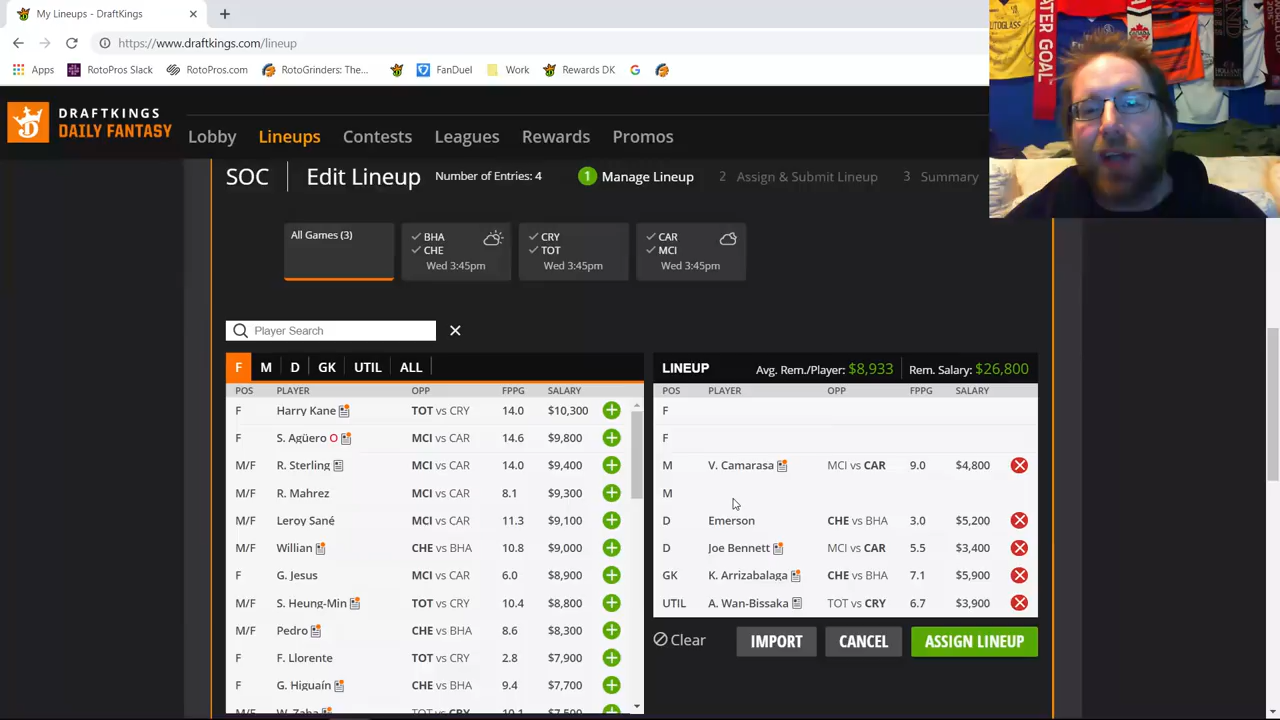 My Lineups - DraftKings
https://www.draftkings.com/lineup
Apps RotoPros Slack RotoPros.com RotoGrindersThe... FanDuel Work Rewards DK
DRAFTKINGS
DAILY FANTASY
Lobby Lineups Contests Leagues Rewards Promos
SOC Edit Lineup Number of Entries: 4 1 Manage Lineup 2 Assign & Submit Lineup 3 Summary
All Games (3)
BHA
CHE
Wed 3:45pm
CRY
TOT
Wed 3:45pm
CAR
MCI
Wed 3:45pm
Player Search
F M D GK UTIL ALL
POS PLAYER OPP FPPG SALARY
F Harry Kane TOT vs CRY 14.0 $10,300
F S. Agüero O MCI vs CAR 14.6 $9,800
M/F R. Sterling MCI vs CAR 14.0 $9,400
M/F R. Mahrez MCI vs CAR 8.1 $9,300
M/F Leroy Sané MCI vs CAR 11.3 $9,100
M/F Willian CHE vs BHA 10.8 $9,000
F G. Jesus MCI vs CAR 6.0 $8,900
M/F S. Heung-Min TOT vs CRY 10.4 $8,800
M/F Pedro CHE vs BHA 8.6 $8,300
F F. Llorente TOT vs CRY 2.8 $7,900
F G. Higuaín CHE vs BHA 9.4 $7,700
W. Zaha TOT vs CRY 10.1 $7,500
LINEUP Avg. Rem./Player: $8,933 Rem. Salary: $26,800
POS PLAYER OPP FPPG SALARY
F
F
M V. Camarasa MCI vs CAR 9.0 $4,800
M
D Emerson CHE vs BHA 3.0 $5,200
D Joe Bennett MCI vs CAR 5.5 $3,400
GK K. Arrizabalaga CHE vs BHA 7.1 $5,900
UTIL A. Wan-Bissaka TOT vs CRY 6.7 $3,900
Clear IMPORT CANCEL ASSIGN LINEUP